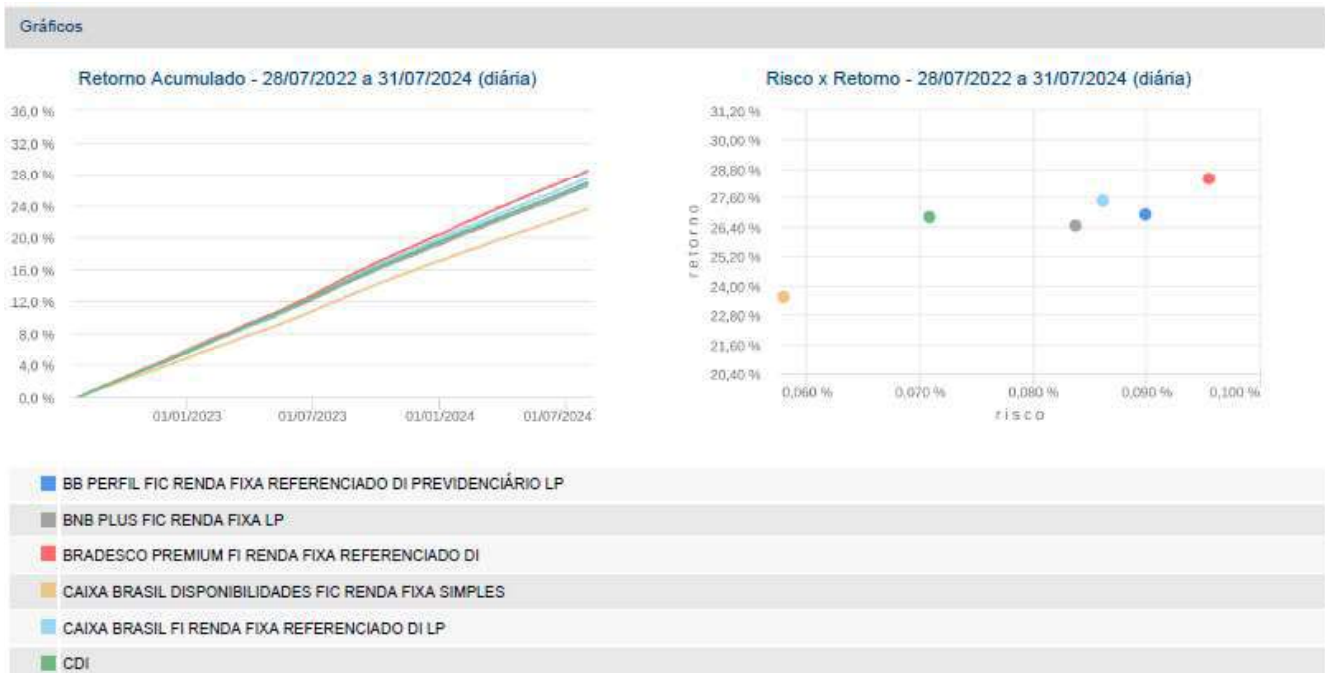 Gráficos
Retorno Acumulado - 28/07/2022 a 31/07/2024 (diária)
36,0 %
32,0 %
28,0 %
24,0 %
20,0 %
16,0 %
12,0 %
8,0 %
4,0 %
0,0 %
01/01/2023
01/07/2023
01/01/2024
01/07/2024
Risco x Retorno - 28/07/2022 a 31/07/2024 (diária)
retorno
31,20 %
30,00 %
28,80 %
27,60 %
26,40 %
25,20 %
24,00 %
22,80 %
21,60 %
20,40 %
0,060 %
0,070 %
0,080 %
0,090 %
0,100 %
risco
BB PERFIL FIC RENDA FIXA REFERENCIADO DI PREVIDENCIÁRIO LP
BNB PLUS FIC RENDA FIXA LP
BRADESCO PREMIUM FI RENDA FIXA REFERENCIADO DI
CAIXA BRASIL DISPONIBILIDADES FIC RENDA FIXA SIMPLES
CAIXA BRASIL FI RENDA FIXA REFERENCIADO DI LP
CDI